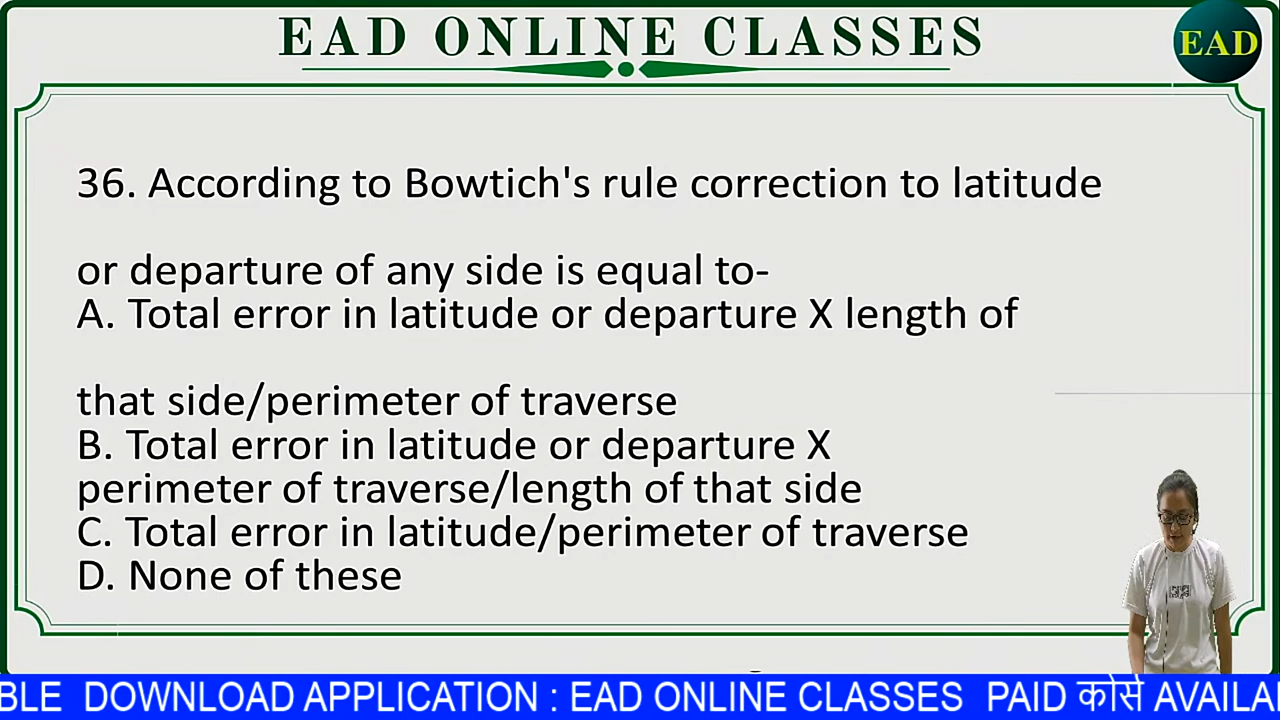 EAD ONLINE CLASSES
EAD
36. According to Bowtich's rule correction to latitude
or departure of any side is equal to-
A. Total error in latitude or departure X length of
that side/perimeter of traverse
B. Total error in latitude or departure X
perimeter of traverse/length of that side
C. Total error in latitude/perimeter of traverse
D. None of these
BLE DOWNLOAD APPLICATION : EAD ONLINE CLASSES PAID कोर्स AVAILA